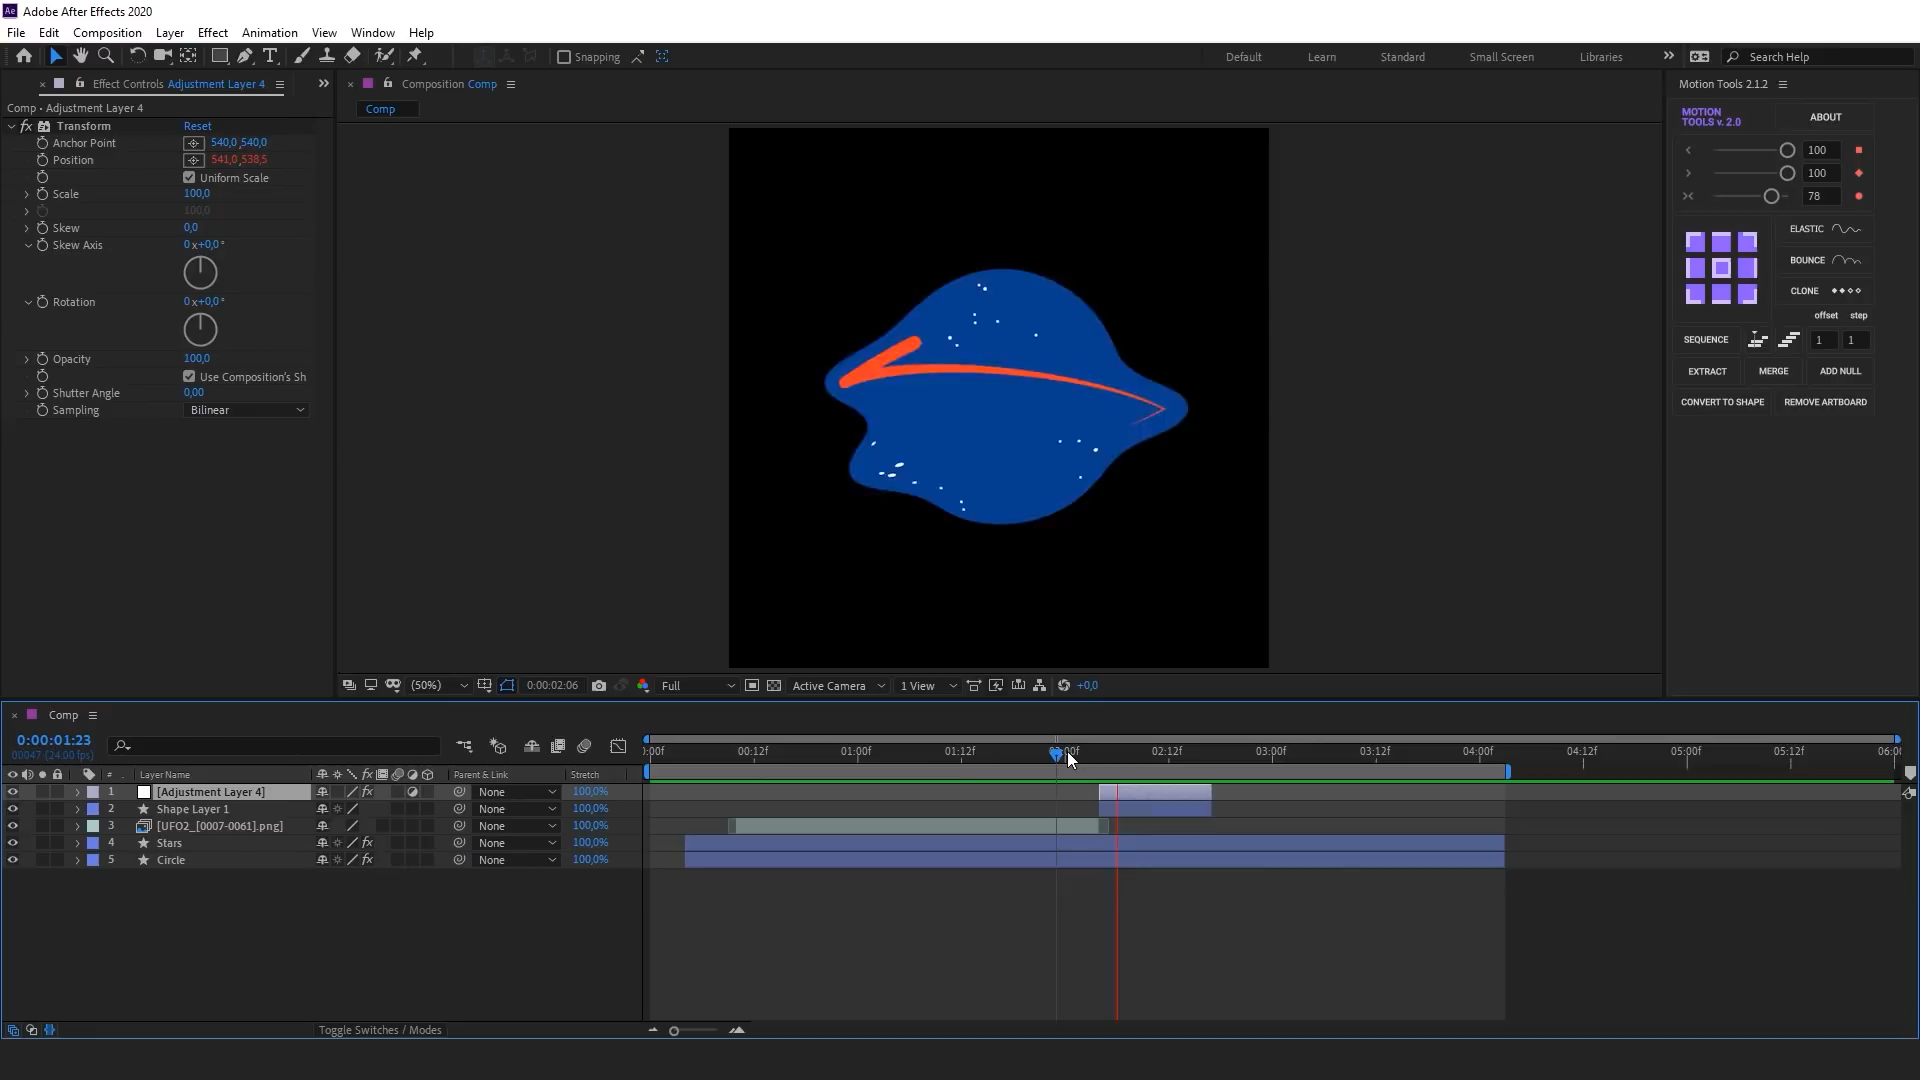 Ae Adobe After Effects 2020
File Edit Composition Layer Effect Animation View Window Help
Snapping Default Learn Standard Small Screen Libraries Search Help
Effect Controls Adjustment Layer 4
Comp • Adjustment Layer 4
fx Transform Reset
Anchor Point 540,0 ,540,0
Position 541,0 ,538,5
Uniform Scale
Scale 100,0
100,0
Skew 0,0
Skew Axis 0 x+0,0 °
Rotation 0 x+0,0 °
Opacity 100,0
Use Composition's Sh
Shutter Angle 0,00
Sampling Bilinear
Composition Comp
Comp
(50%) 0:00:02:06 Full Active Camera 1 View +0,0
Motion Tools 2.1.2
MOTION
TOOLS v. 2.0
ABOUT
100
100
78
ELASTIC
BOUNCE
CLONE
offset step
SEQUENCE 1 1
EXTRACT MERGE ADD NULL
CONVERT TO SHAPE REMOVE ARTBOARD
Comp
0:00:01:23
00047 (24.00 fps)
00:12f 01:00f 01:12f 02:12f 03:00f 03:12f 04:00f 04:12f 05:00f 05:12f
# Layer Name fx Parent & Link Stretch
1 [Adjustment Layer 4] fx None 100,0%
2 Shape Layer 1 None 100,0%
3 [UFO2_[0007-0061].png] None 100,0%
4 Stars fx None 100,0%
5 Circle fx None 100,0%
Toggle Switches / Modes